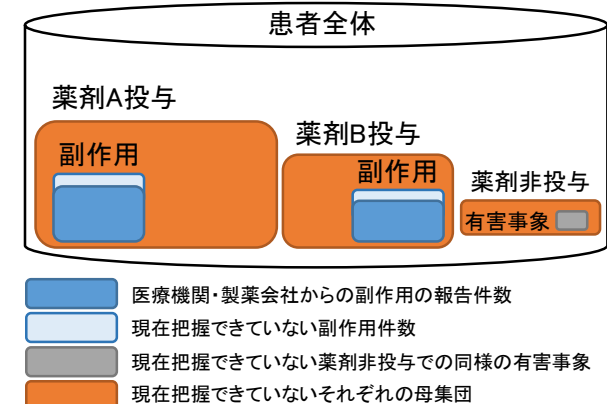 患者全体
薬剤A投与
副作用
薬剤B投与
副作用
薬剤非投与
有害事象
医療機関・製薬会社からの副作用の報告件数
現在把握できていない副作用件数
現在把握できていない薬剤非投与での同様の有害事象
現在把握できていないそれぞれの母集団